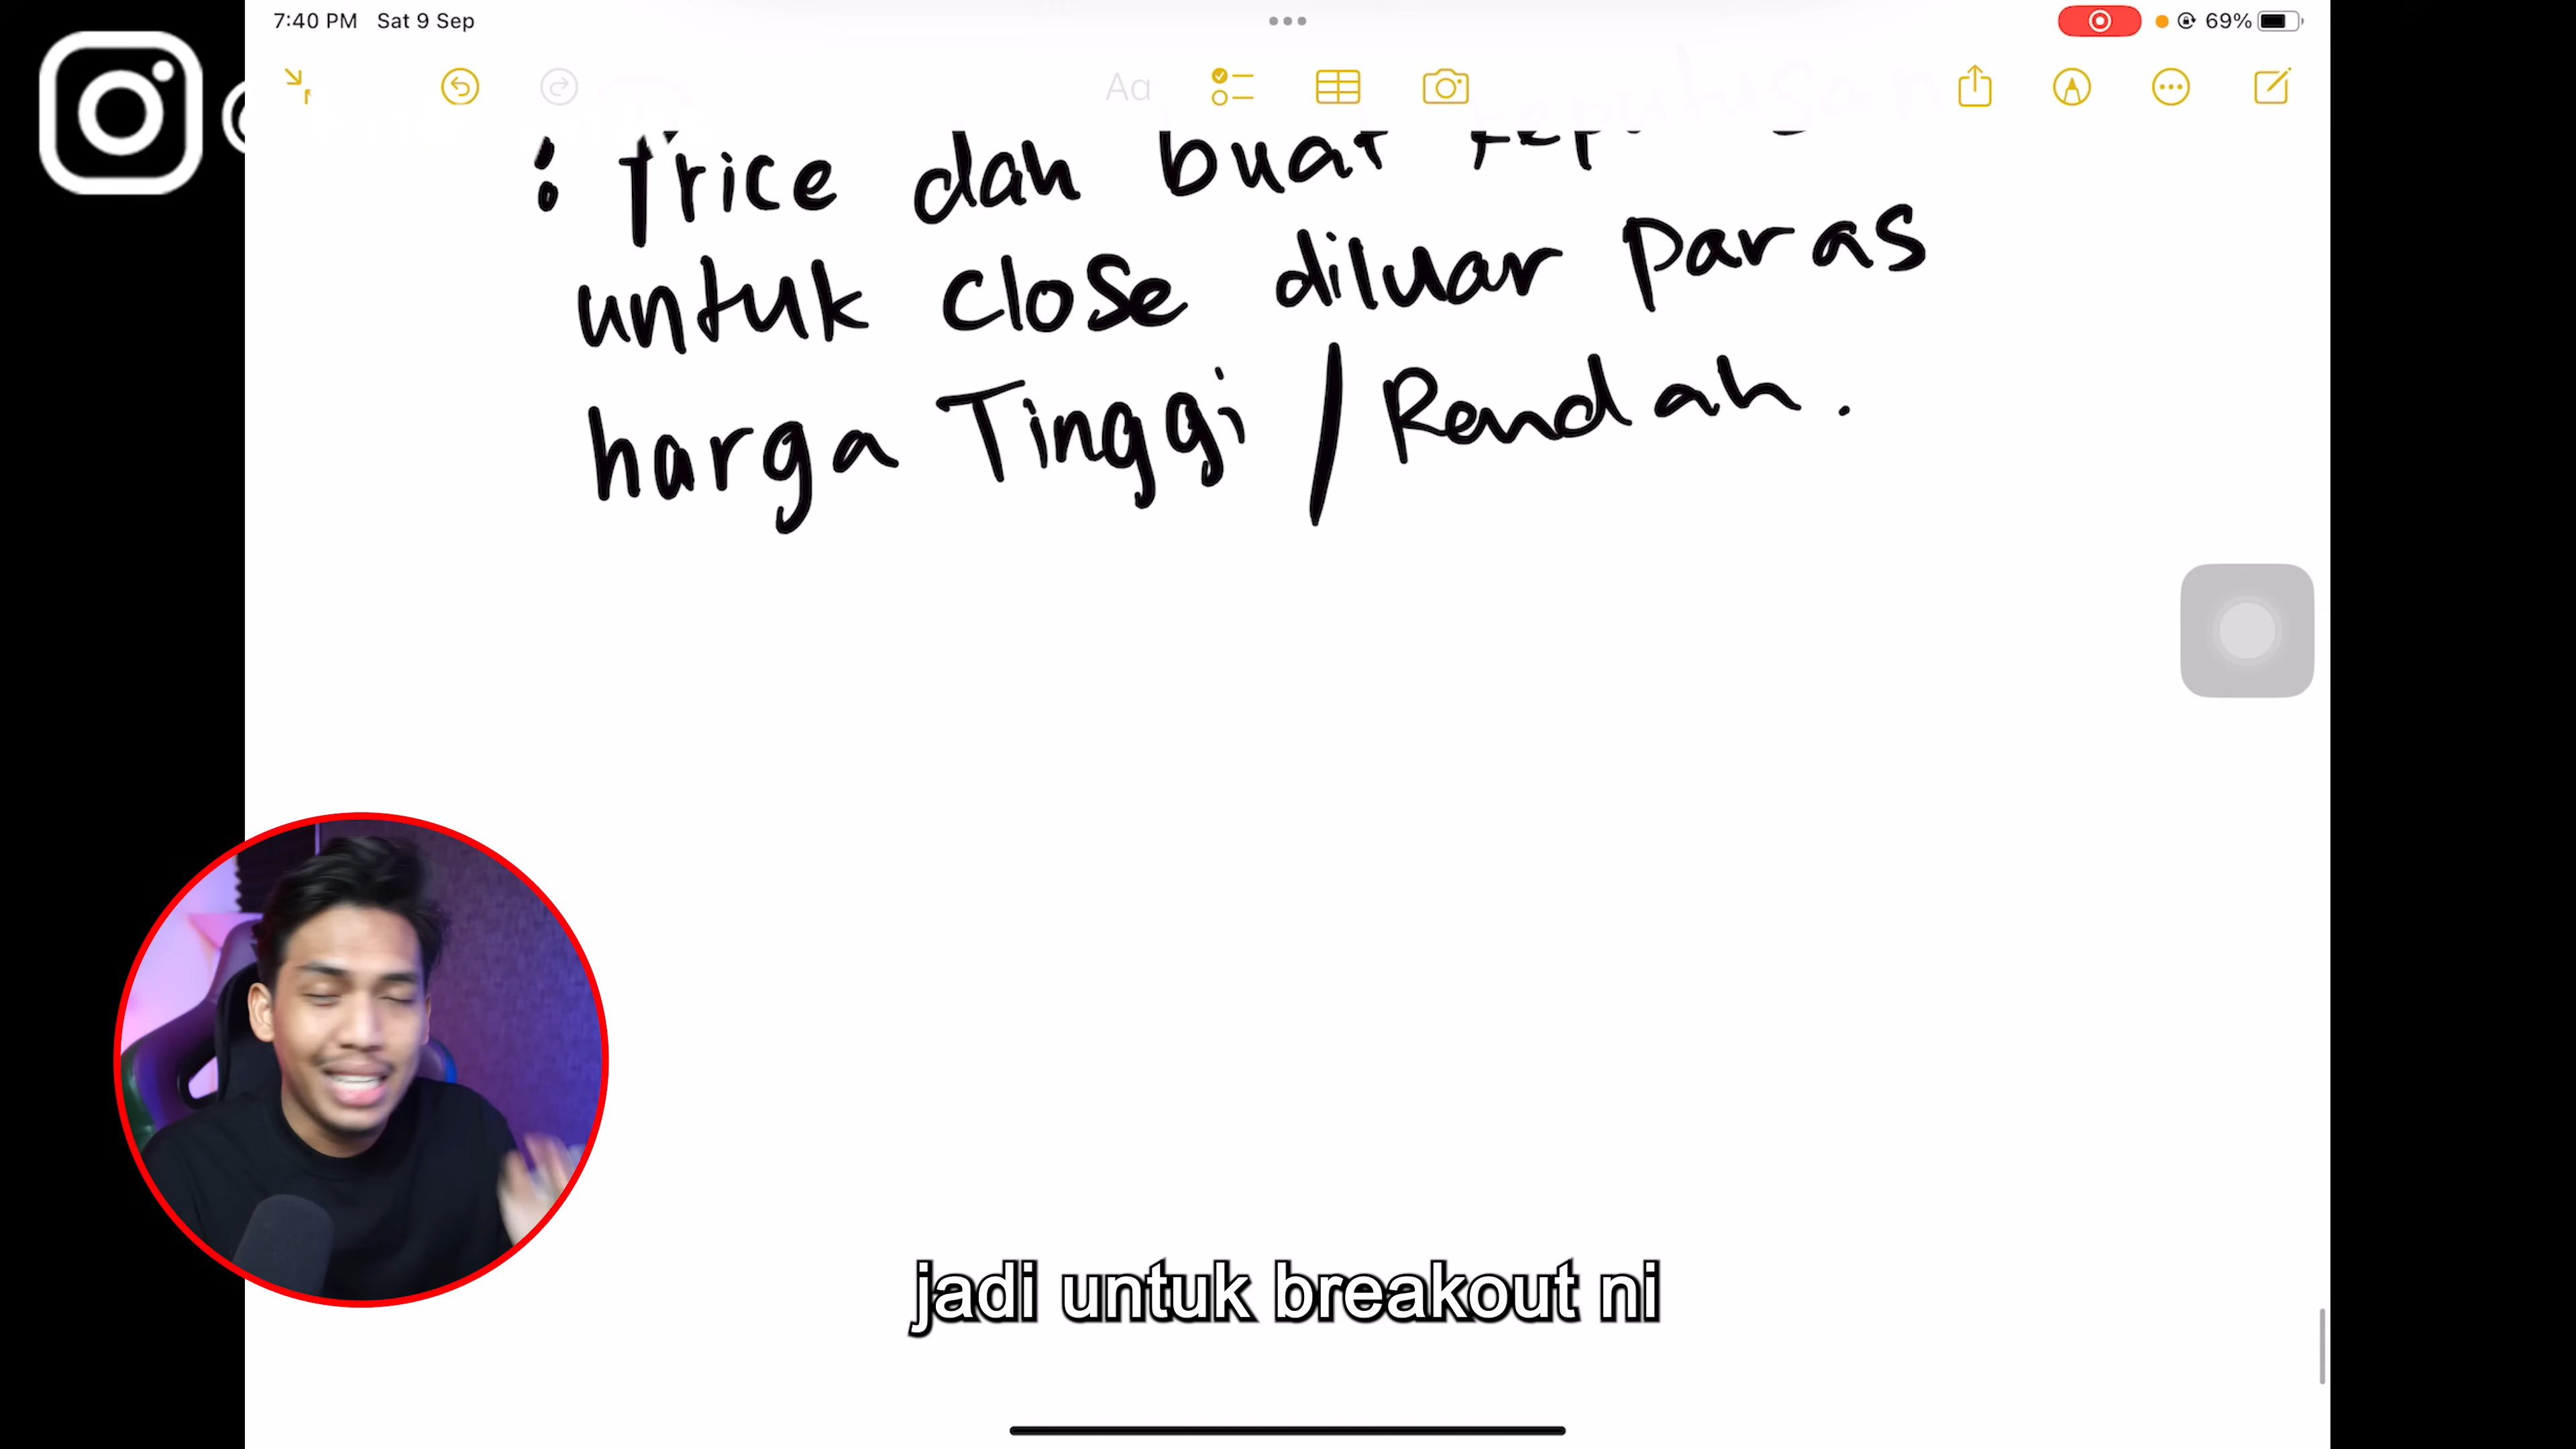 7:40 PM Sat 9 Sep
69%
Aa
: Price dah buat
untuk close diluar paras
harga Tinggi / Rendah.
jadi untuk breakout ni